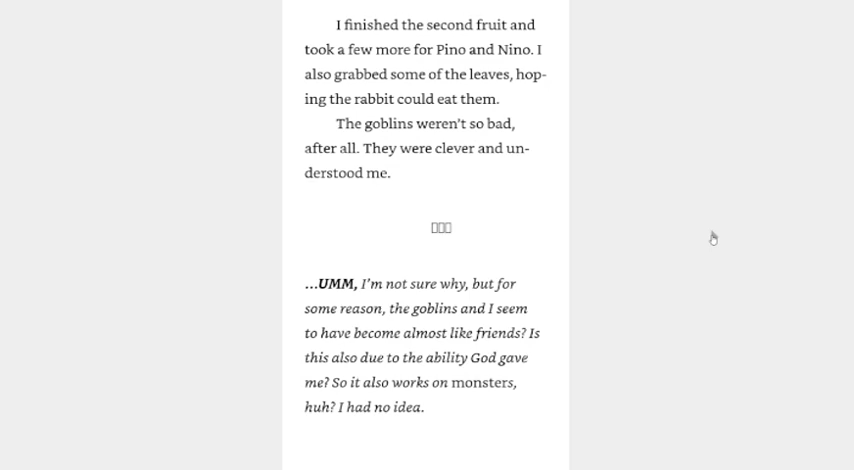 I finished the second fruit and
took a few more for Pino and Nino. I
also grabbed some of the leaves, hop-
ing the rabbit could eat them.
The goblins weren't so bad,
after all. They were clever and un-
derstood me.
▯▯▯
...UMM, I'm not sure why, but for
some reason, the goblins and I seem
to have become almost like friends? Is
this also due to the ability God gave
me? So it also works on monsters,
huh? I had no idea.